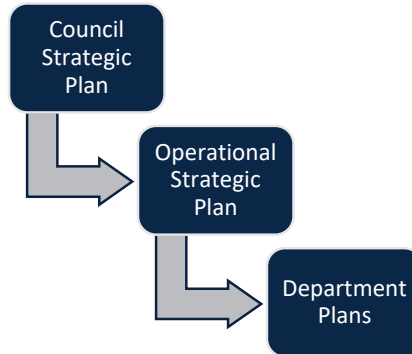 Council
Strategic
Plan
Operational
Strategic
Plan
Department
Plans